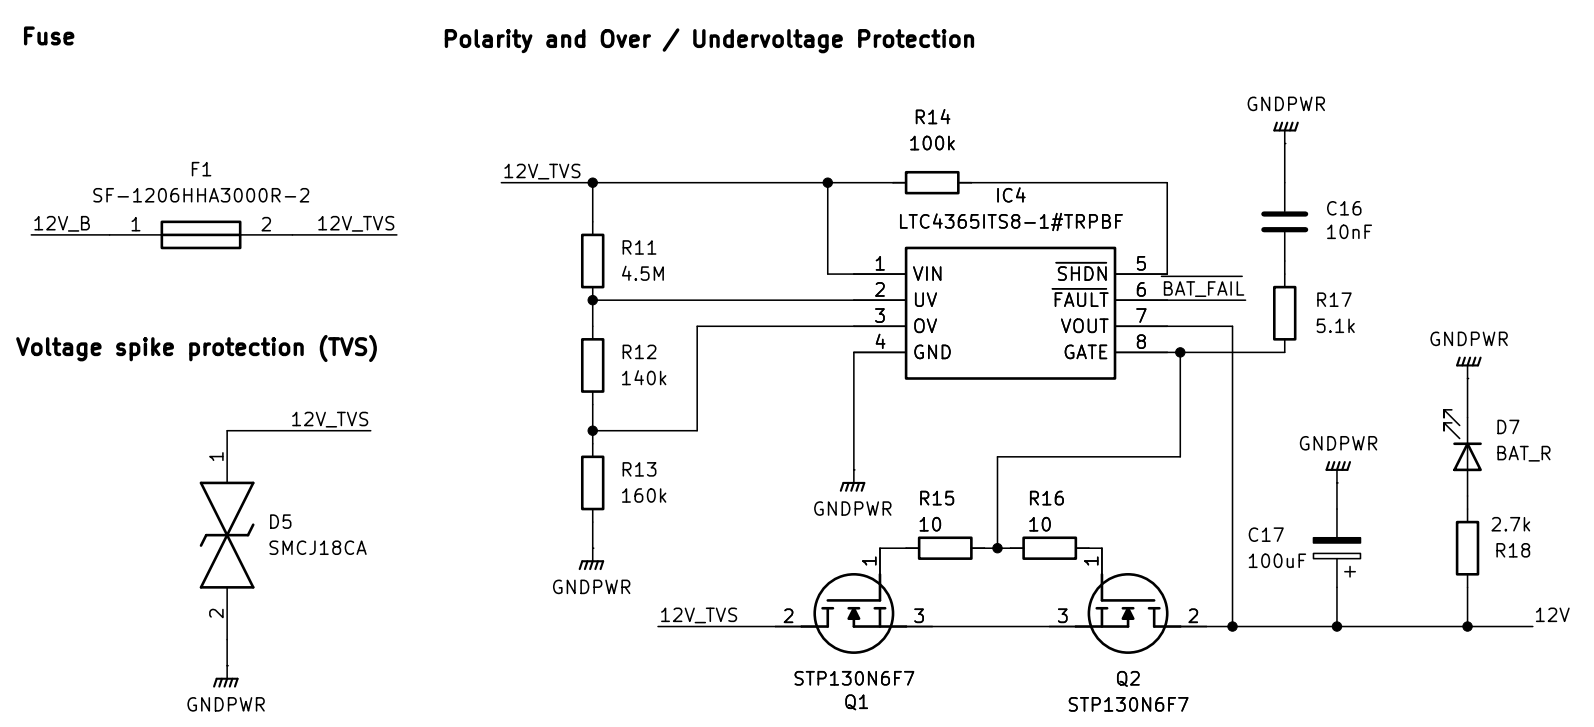 Fuse
F1
SF-1206HHA3000R-2
12V_B
1
2
12V_TVS
Voltage spike protection (TVS)
12V_TVS
1
D5
SMCJ18CA
2
GNDPWR
Polarity and Over / Undervoltage Protection
12V_TVS
R14
100k
IC4
LTC4365ITS8-1#TRPBF
R11
4.5M
R12
140k
R13
160k
GNDPWR
1
VIN
2
UV
3
OV
4
GND
GNDPWR
SHDN
5
FAULT
6
BAT_FAIL
VOUT
7
GATE
8
GNDPWR
C16
10nF
R17
5.1k
R15
10
R16
10
12V_TVS
2
1
3
STP130N6F7
Q1
3
1
2
Q2
STP130N6F7
GNDPWR
C17
100uF
+
GNDPWR
D7
BAT_R
2.7k
R18
12V